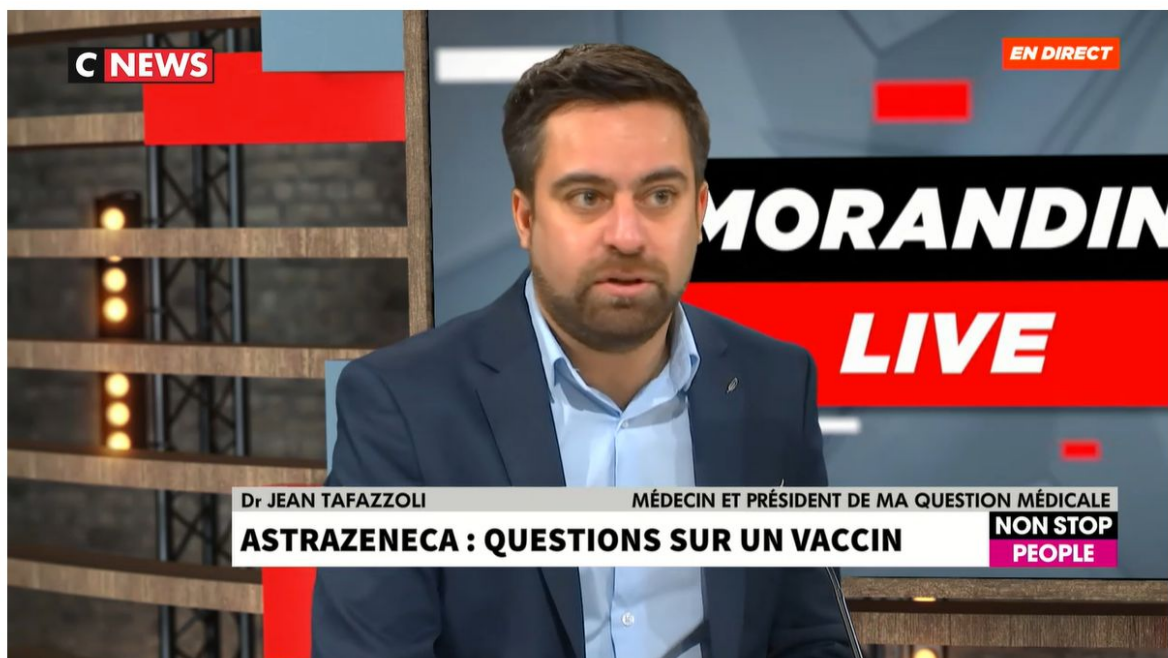 C NEWS
EN DIRECT
MORANDIN
LIVE
Dr JEAN TAFAZZOLI
MÉDECIN ET PRÉSIDENT DE MA QUESTION MÉDICALE
ASTRAZENECA : QUESTIONS SUR UN VACCIN
NON STOP
PEOPLE